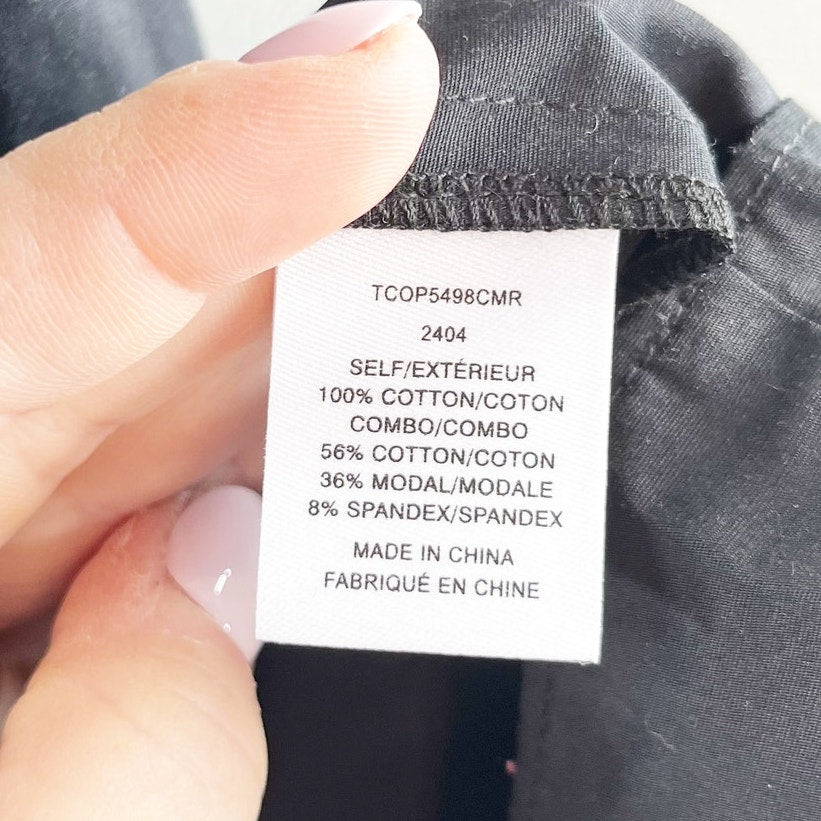 TCOP5498CMR
2404
SELF/EXTÉRIEUR
100% COTTON/COTON
COMBO/COMBO
56% COTTON/COTON
36% MODAL/MODALE
8% SPANDEX/SPANDEX
MADE IN CHINA
FABRIQUÉ EN CHINE